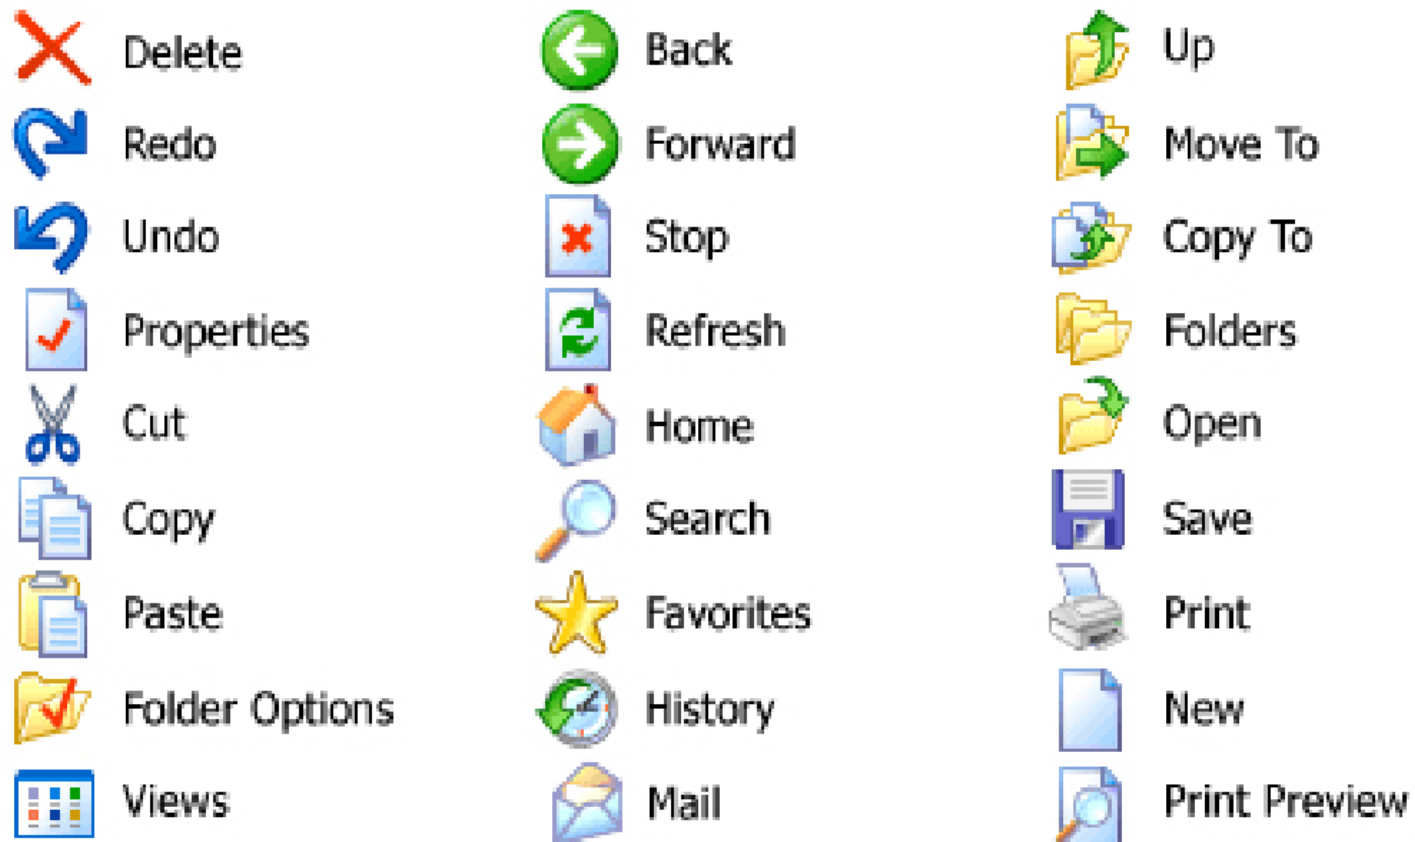 Delete
Redo
Undo
Properties
Cut
Copy
Paste
Folder Options
Views
Back
Forward
Stop
Refresh
Home
Search
Favorites
History
Mail
Up
Move To
Copy To
Folders
Open
Save
Print
New
Print Preview